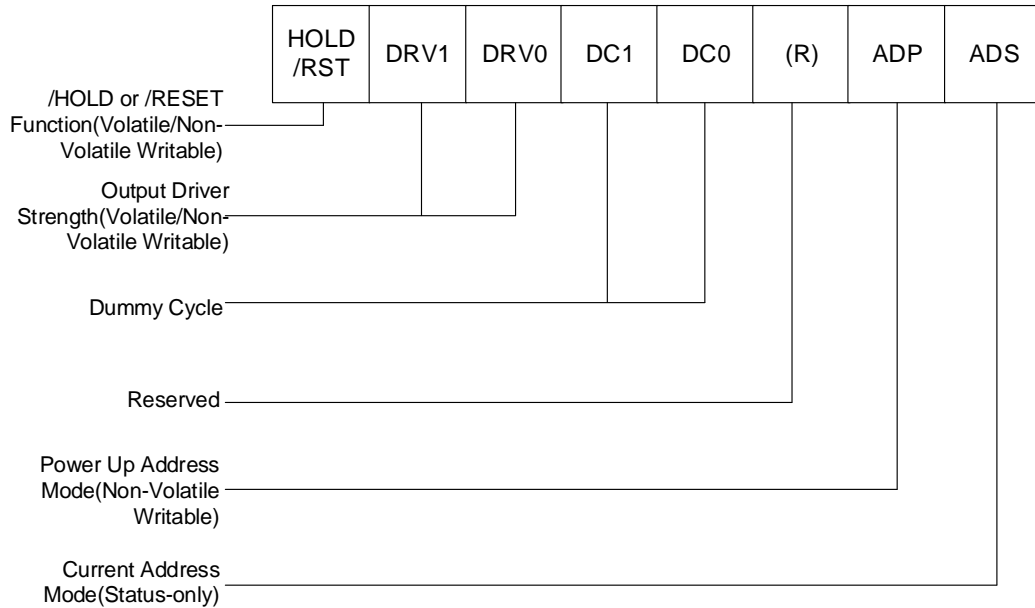 HOLD
/RST
DRV1
DRV0
DC1
DC0
(R)
ADP
ADS
/HOLD or /RESET
Function(Volatile/Non-
Volatile Writable)
Output Driver
Strength(Volatile/Non-
Volatile Writable)
Dummy Cycle
Reserved
Power Up Address
Mode(Non-Volatile
Writable)
Current Address
Mode(Status-only)